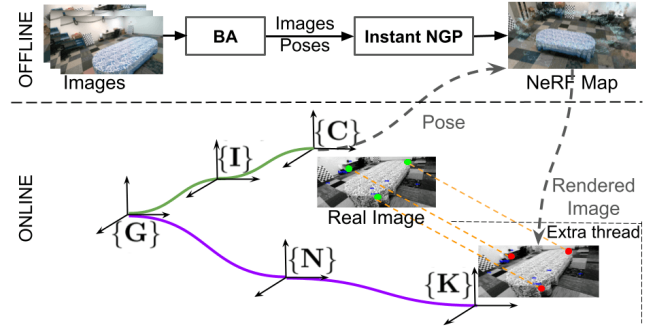 OFFLINE
Images
BA
Images
Poses
Instant NGP
NeRF Map
ONLINE
Pose
{C}
{I}
Real Image
Rendered
Image
{G}
Extra thread
{N}
{K}